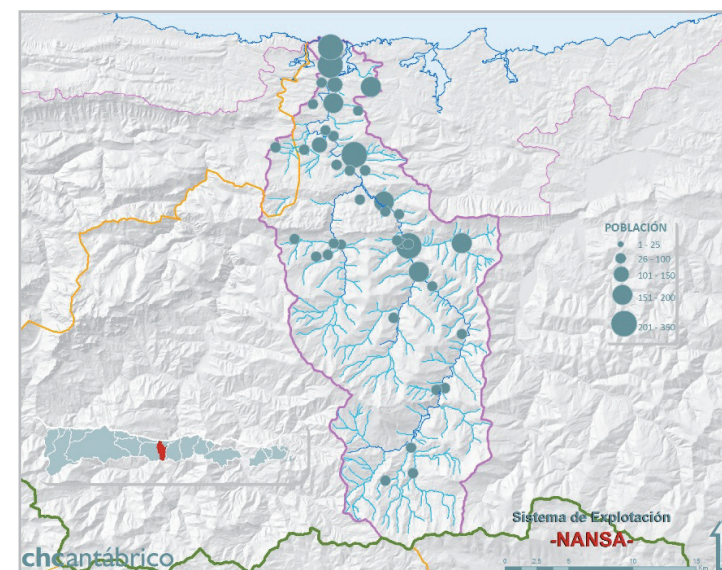 POBLACIÓN
1 - 25
26 - 100
101 - 150
151 - 200
201 - 350
Sistema de Explotación
-NANSA-
chcantábrico
0 2,5 5 10 15
Km